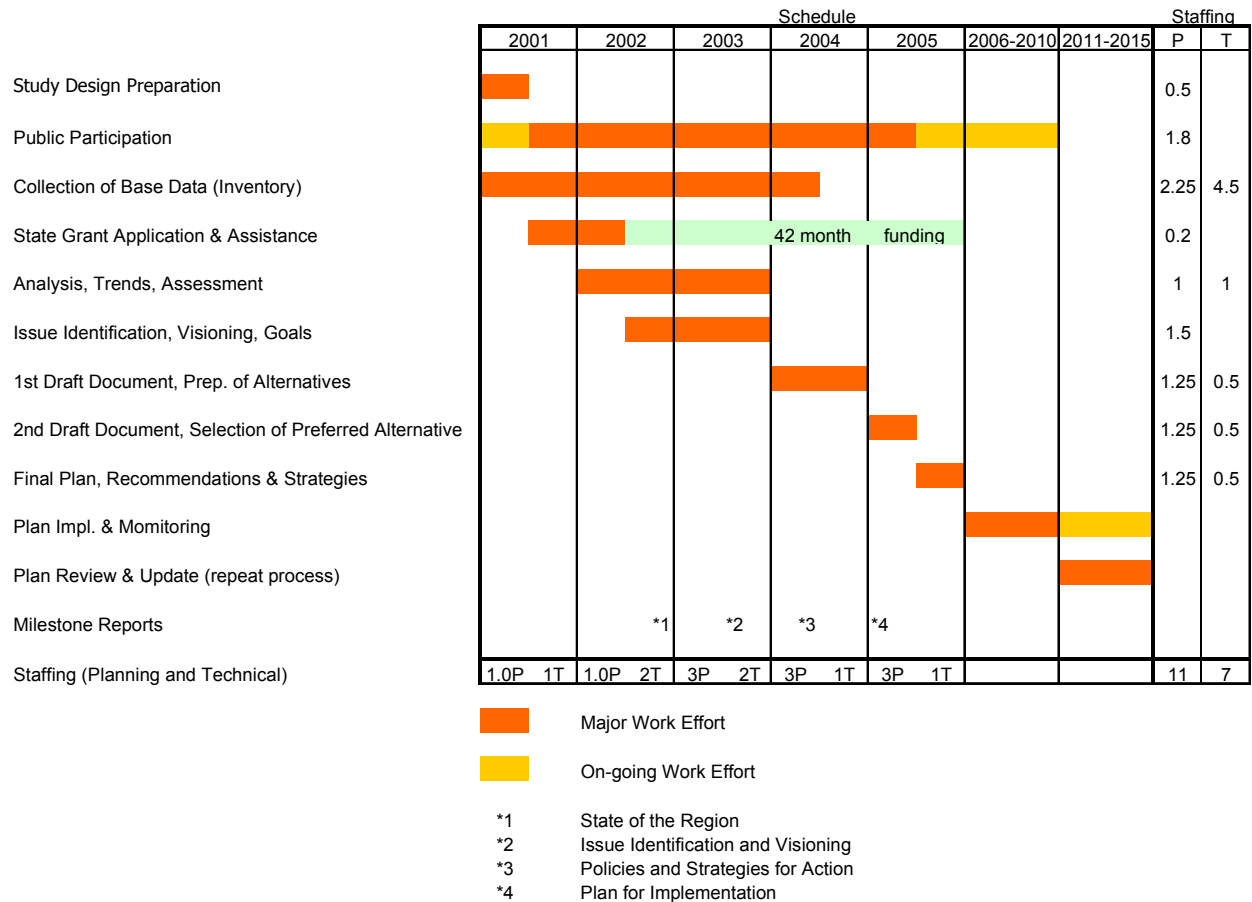 Schedule Staffing
2001 2002 2003 2004 2005 2006-2010 2011-2015 P T
Study Design Preparation 0.5
Public Participation 1.8
Collection of Base Data (Inventory) 2.25 4.5
State Grant Application & Assistance 42 month funding 0.2
Analysis, Trends, Assessment 1 1
Issue Identification, Visioning, Goals 1.5
1st Draft Document, Prep. of Alternatives 1.25 0.5
2nd Draft Document, Selection of Preferred Alternative 1.25 0.5
Final Plan, Recommendations & Strategies 1.25 0.5
Plan Impl. & Momitoring
Plan Review & Update (repeat process)
Milestone Reports *1 *2 *3 *4
Staffing (Planning and Technical) 1.0P 1T 1.0P 2T 3P 2T 3P 1T 3P 1T 11 7
Major Work Effort
On-going Work Effort
*1 State of the Region
*2 Issue Identification and Visioning
*3 Policies and Strategies for Action
*4 Plan for Implementation